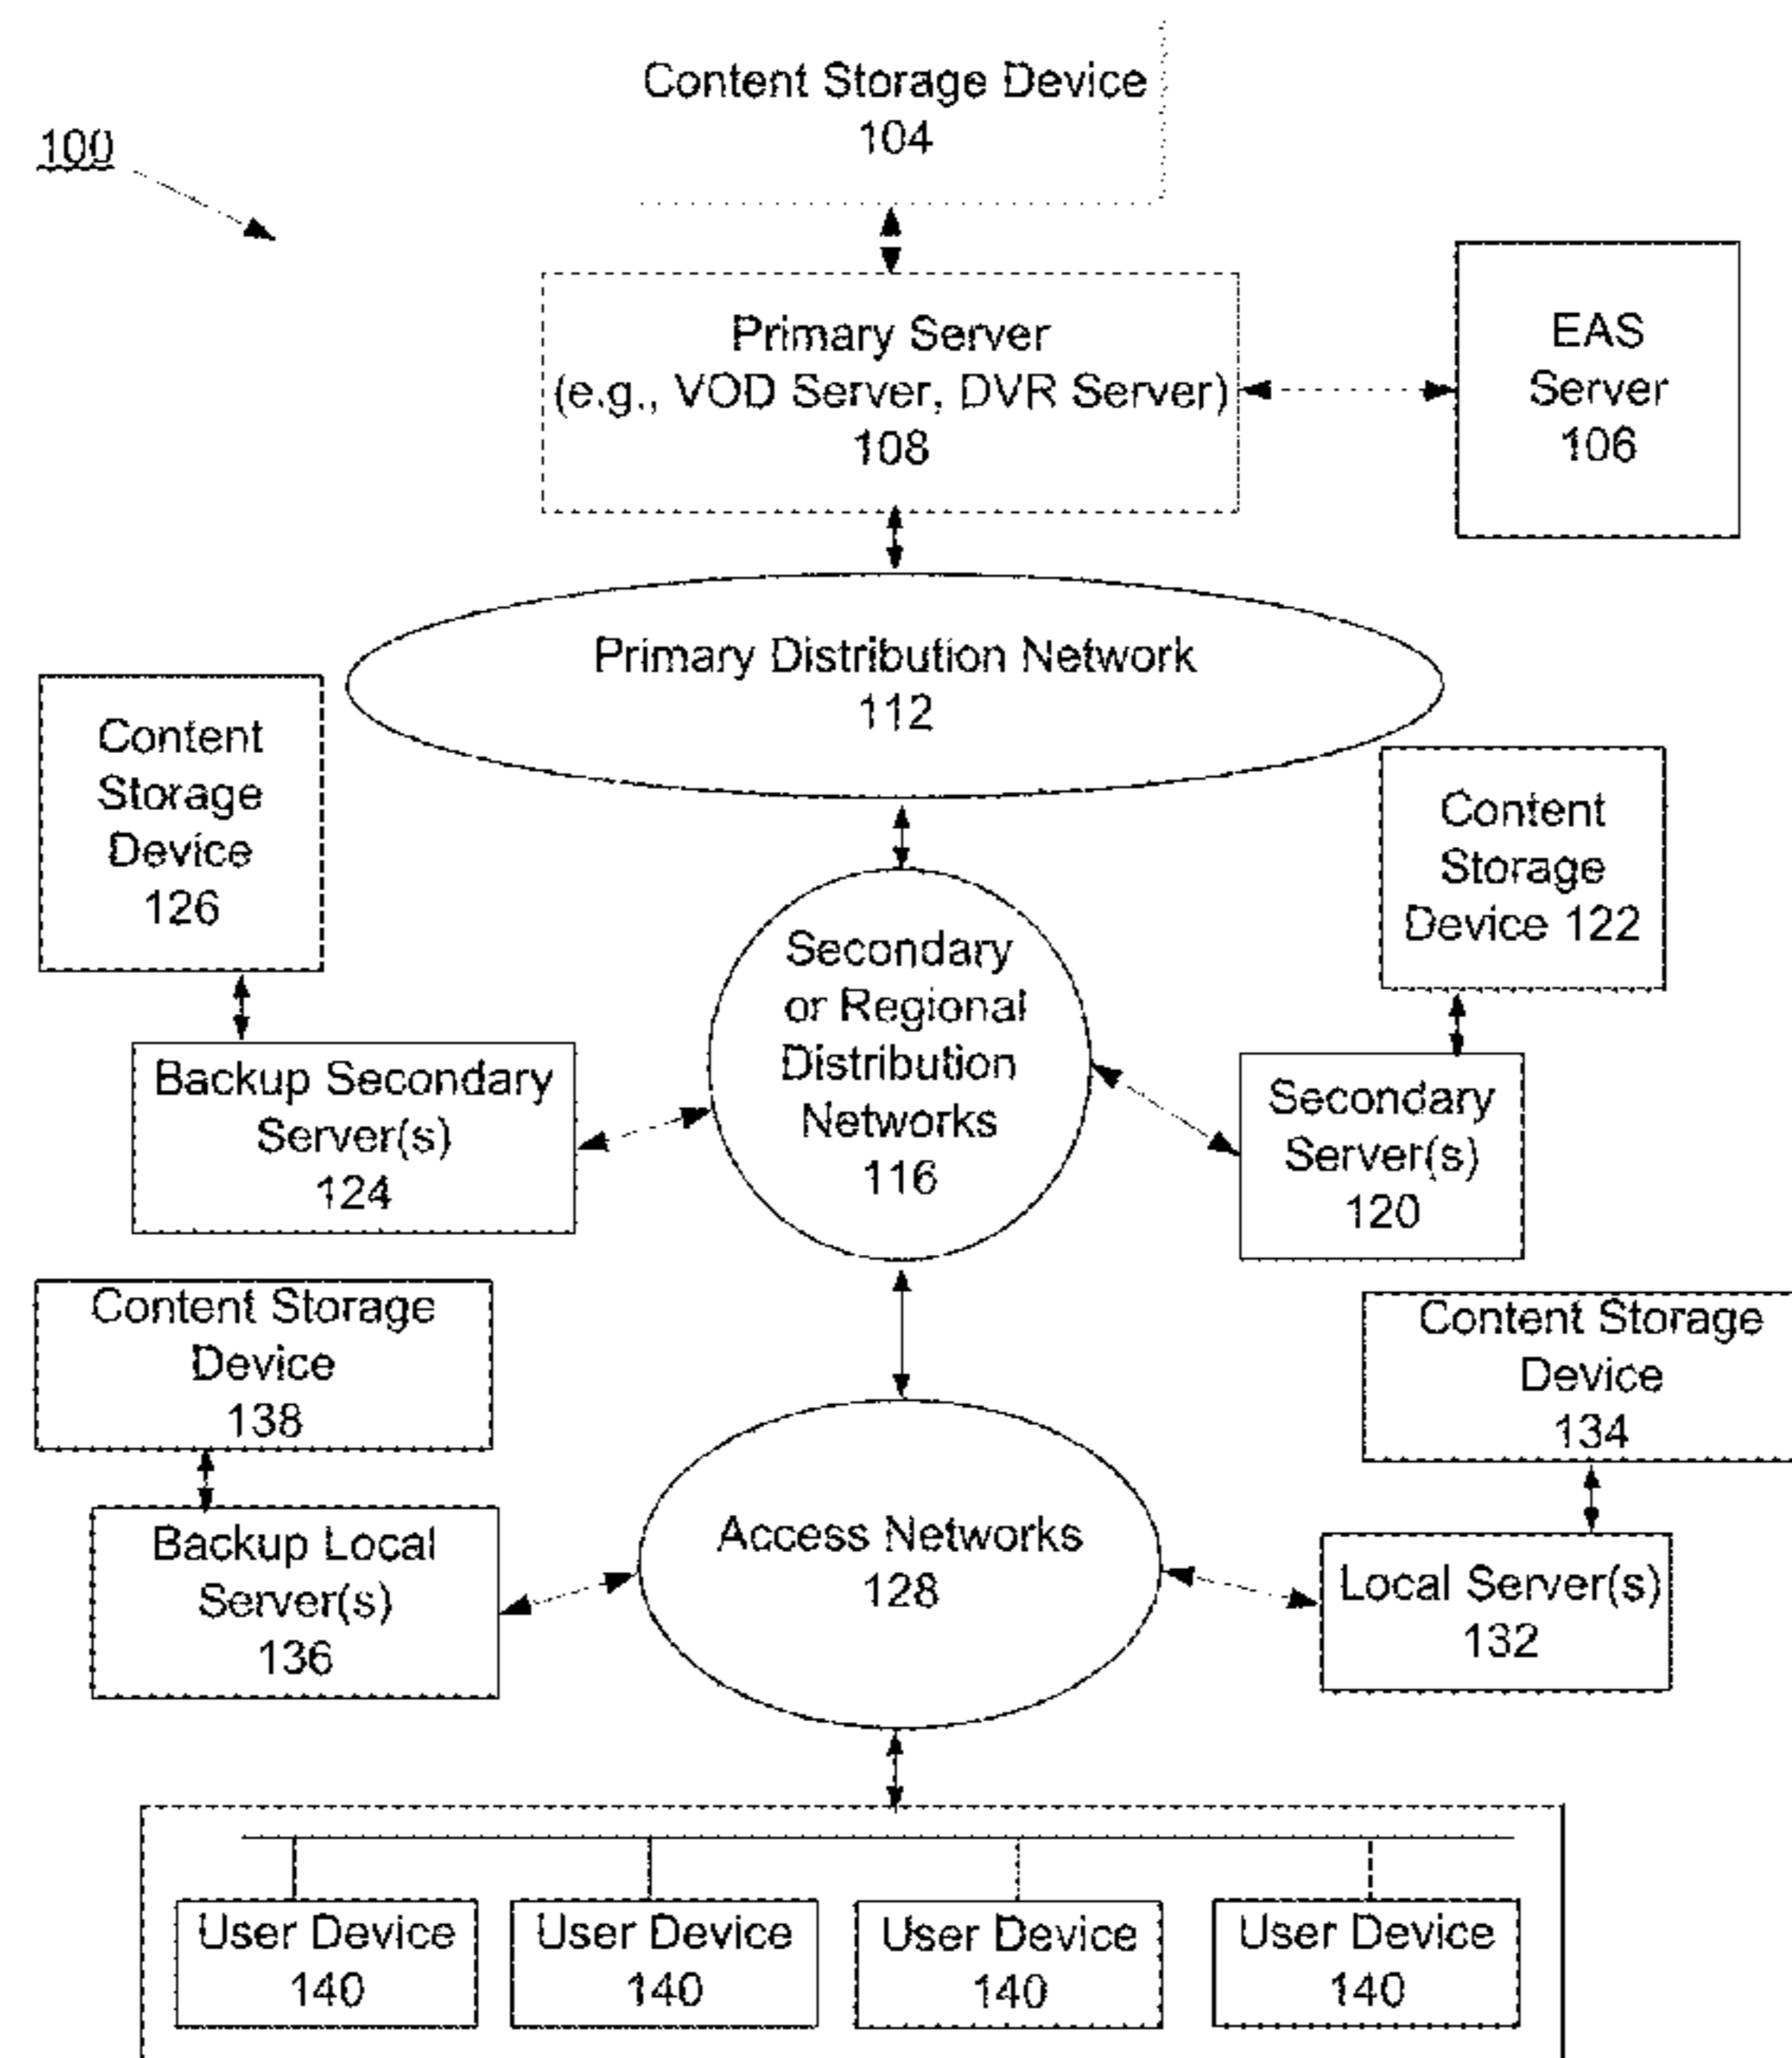 100
Content Storage Device
104
Primary Server
(e.g., VOD Server, DVR Server)
108
EAS
Server
106
Primary Distribution Network
112
Content
Storage
Device
126
Content
Storage
Device 122
Secondary
or Regional
Distribution
Networks
116
Backup Secondary
Server(s)
124
Secondary
Server(s)
120
Content Storage
Device
138
Content Storage
Device
134
Backup Local
Server(s)
136
Access Networks
128
Local Server(s)
132
User Device
140
User Device
140
User Device
140
User Device
140